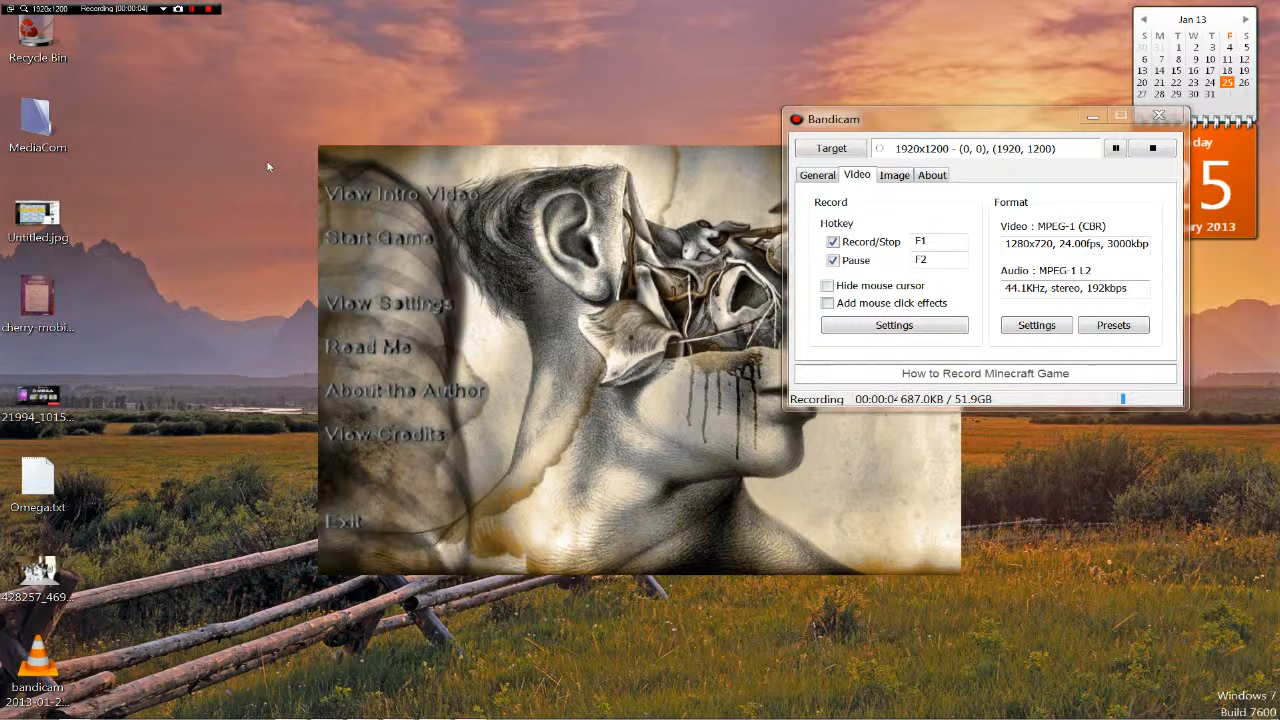 1920x1200 Recording [00:00:04]
Recycle Bin
MediaCom
Untitled.jpg
cherry-mobi...
21994_1015...
Omega.txt
428257_469...
bandicam
2013-01-2...
View Intro Video
Start Game
View Settings
Read Me
About the Author
View Credits
Exit
Bandicam
Target 1920x1200 - (0, 0), (1920, 1200)
General Video Image About
Record
Hotkey
Record/Stop F1
Pause F2
Hide mouse cursor
Add mouse click effects
Settings
Format
Video : MPEG-1 (CBR)
1280x720, 24.00fps, 3000kbp
Audio : MPEG-1 L2
44.1KHz, stereo, 192kbps
Settings Presets
How to Record Minecraft Game
Recording 00:00:04 687.0KB / 51.9GB
Jan 13
S M T W T F S
30 31 1 2 3 4 5
6 7 8 9 10 11 12
13 14 15 16 17 18 19
20 21 22 23 24 25 26
27 28 29 30 31 1
day
5
ry 2013
Windows 7
Build 7600